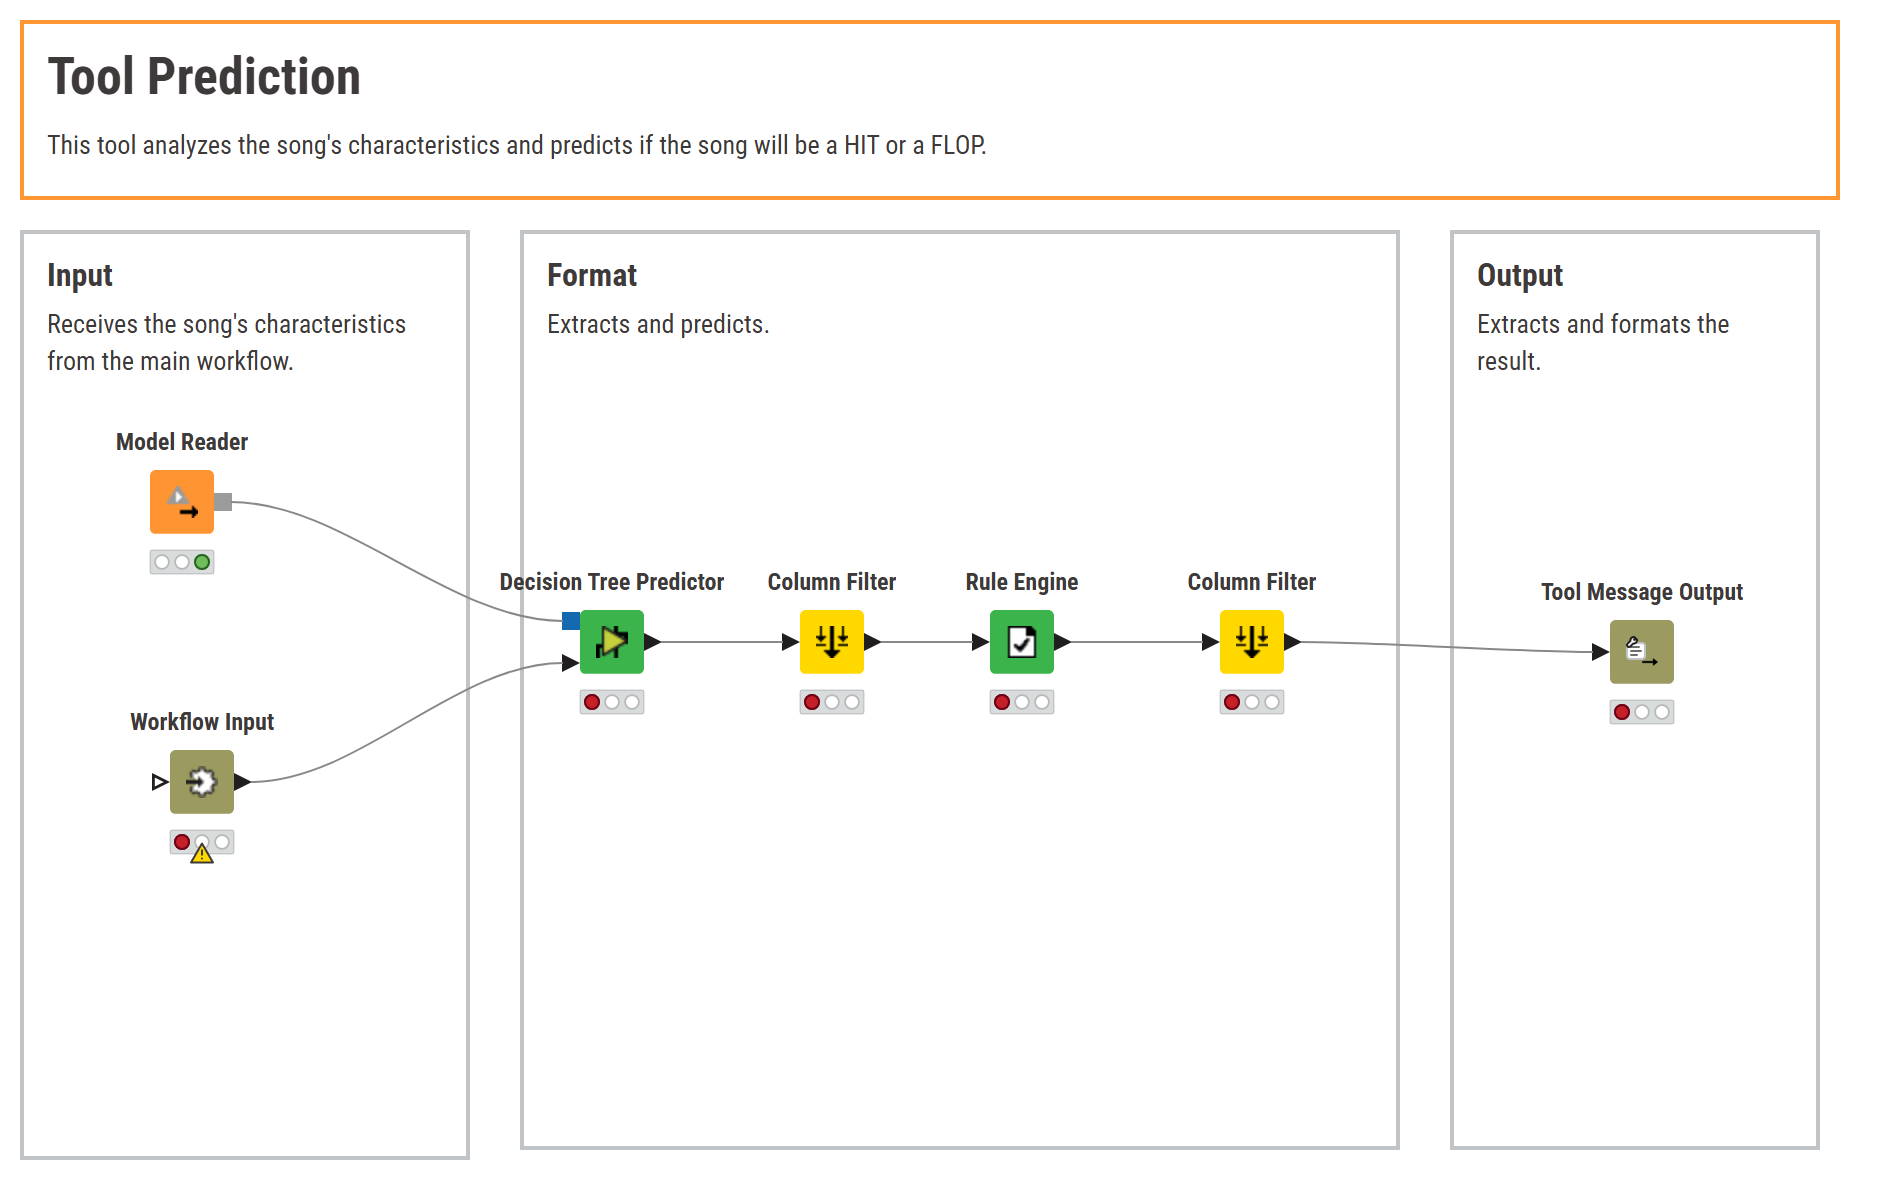 Tool Prediction
This tool analyzes the song's characteristics and predicts if the song will be a HIT or a FLOP.
Input
Receives the song's characteristics
from the main workflow.
Model Reader
Workflow Input
Format
Extracts and predicts.
Decision Tree Predictor
Column Filter
Rule Engine
Column Filter
Output
Extracts and formats the
result.
Tool Message Output